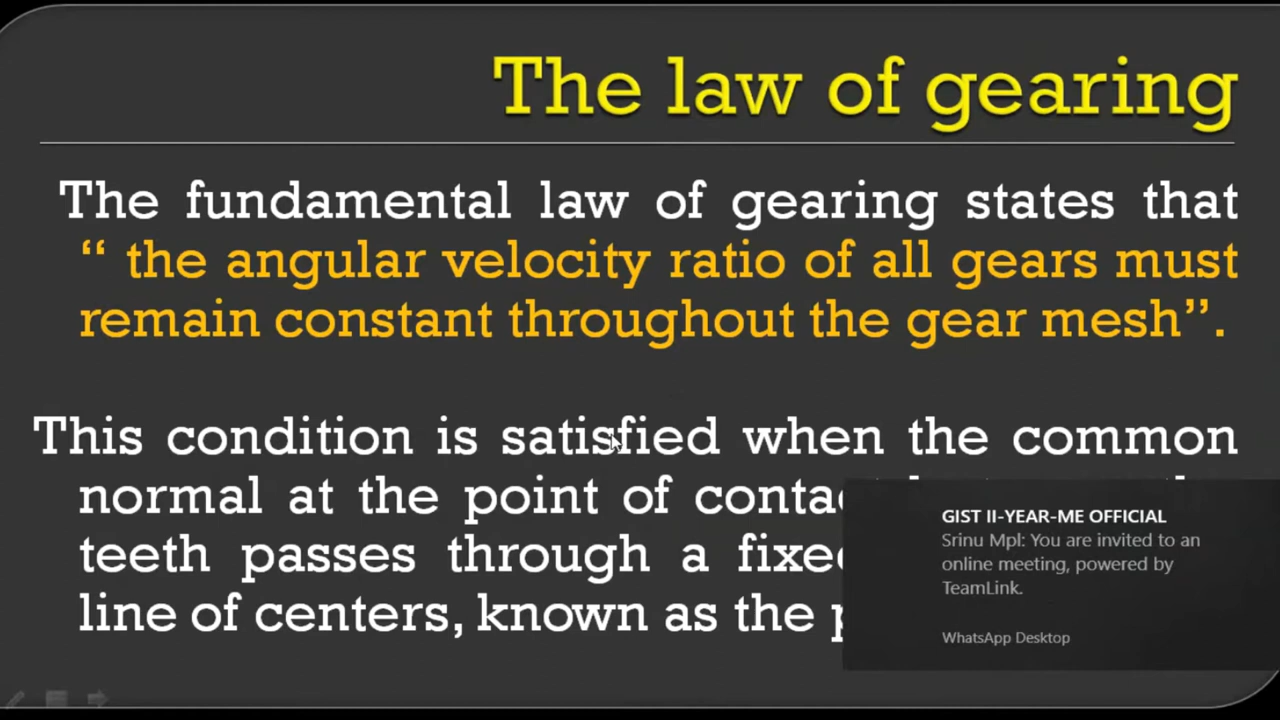 The law of gearing
The fundamental law of gearing states that
“ the angular velocity ratio of all gears must
remain constant throughout the gear mesh”.
This condition is satisfied when the common
normal at the point of
teeth passes through a
line of centers, known as the
GIST II-YEAR-ME OFFICIAL
Srinu Mpl: You are invited to an
online meeting, powered by
TeamLink.
WhatsApp Desktop